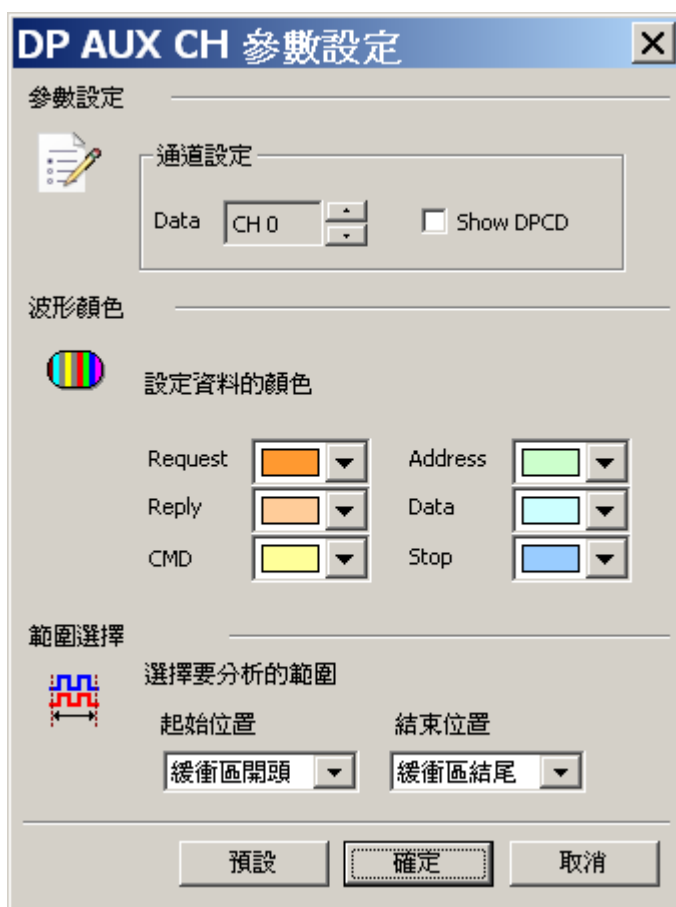 DP AUX CH 參數設定
參數設定
通道設定
Data CH 0 Show DPCD
波形顏色
設定資料的顏色
Request Address
Reply Data
CMD Stop
範圍選擇
選擇要分析的範圍
起始位置 結束位置
緩衝區開頭 緩衝區結尾
預設 確定 取消